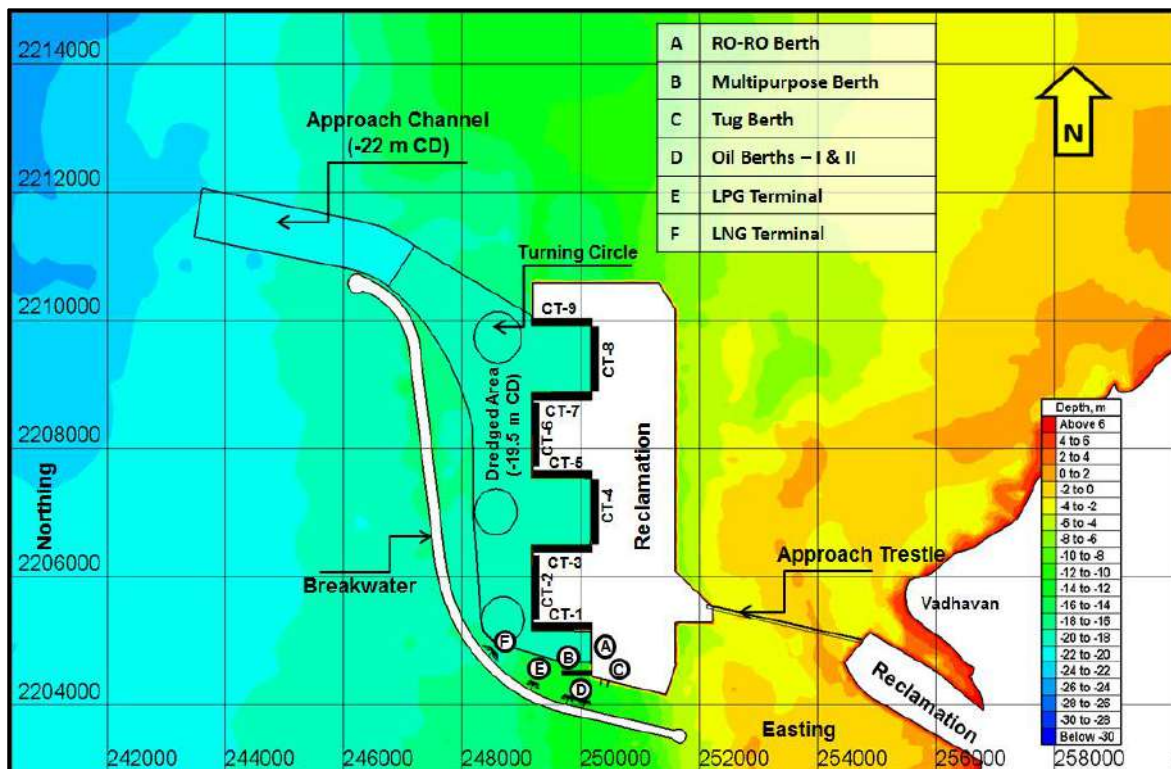 2214000
2212000
2210000
2208000
2206000
2204000
Northing
Approach Channel
(-22 m CD)
A RO-RO Berth
B Multipurpose Berth
C Tug Berth
D Oil Berths – I & II
E LPG Terminal
F LNG Terminal
N
Turning Circle
CT-9
CT-8
CT-7
CT-6
CT-5
CT-4
CT-3
CT-2
CT-1
Dredged Area
(-19.5 m CD)
Reclamation
Breakwater
Approach Trestle
Vadhavan
Reclamation
A
B
C
D
E
F
Depth, m
Above 6
4 to 6
2 to 4
0 to 2
-2 to 0
-4 to -2
-6 to -4
-8 to -6
-10 to -8
-12 to -10
-14 to -12
-16 to -14
-18 to -16
-20 to -18
-22 to -20
-24 to -22
-26 to -24
-28 to -26
-30 to -28
Below -30
Easting
242000
244000
246000
248000
250000
252000
254000
256000
258000